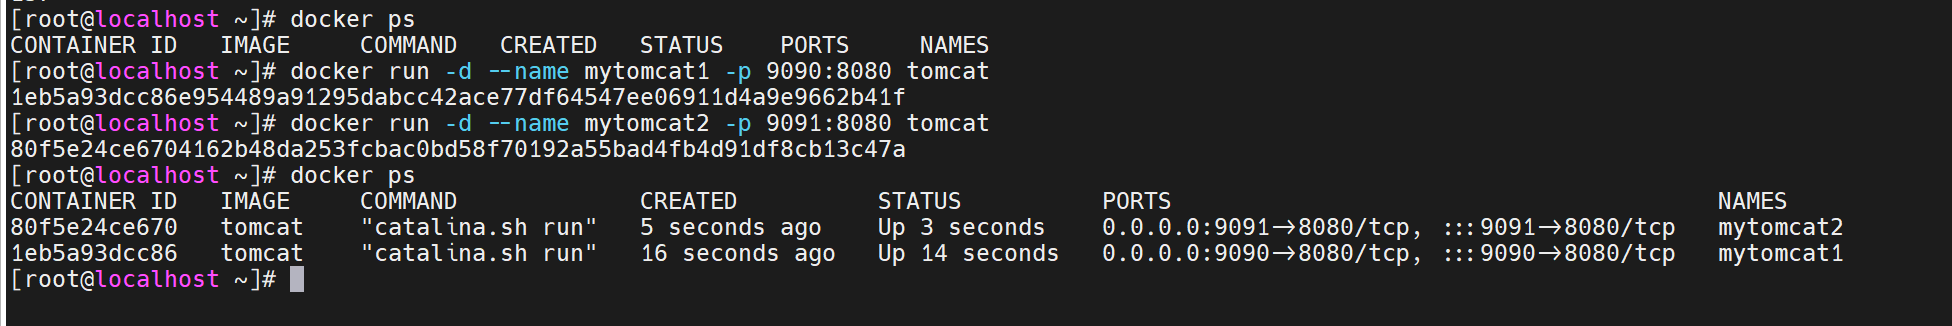 [root@localhost ~]# docker ps
CONTAINER ID   IMAGE     COMMAND   CREATED   STATUS    PORTS     NAMES
[root@localhost ~]# docker run -d --name mytomcat1 -p 9090:8080 tomcat
1eb5a93dcc86e954489a91295dabcc42ace77df64547ee06911d4a9e9662b41f
[root@localhost ~]# docker run -d --name mytomcat2 -p 9091:8080 tomcat
80f5e24ce6704162b48da253fcbac0bd58f70192a55bad4fb4d91df8cb13c47a
[root@localhost ~]# docker ps
CONTAINER ID   IMAGE     COMMAND             CREATED          STATUS          PORTS                                       NAMES
80f5e24ce670   tomcat    "catalina.sh run"   5 seconds ago    Up 3 seconds    0.0.0.0:9091->8080/tcp, :::9091->8080/tcp   mytomcat2
1eb5a93dcc86   tomcat    "catalina.sh run"   16 seconds ago   Up 14 seconds   0.0.0.0:9090->8080/tcp, :::9090->8080/tcp   mytomcat1
[root@localhost ~]#